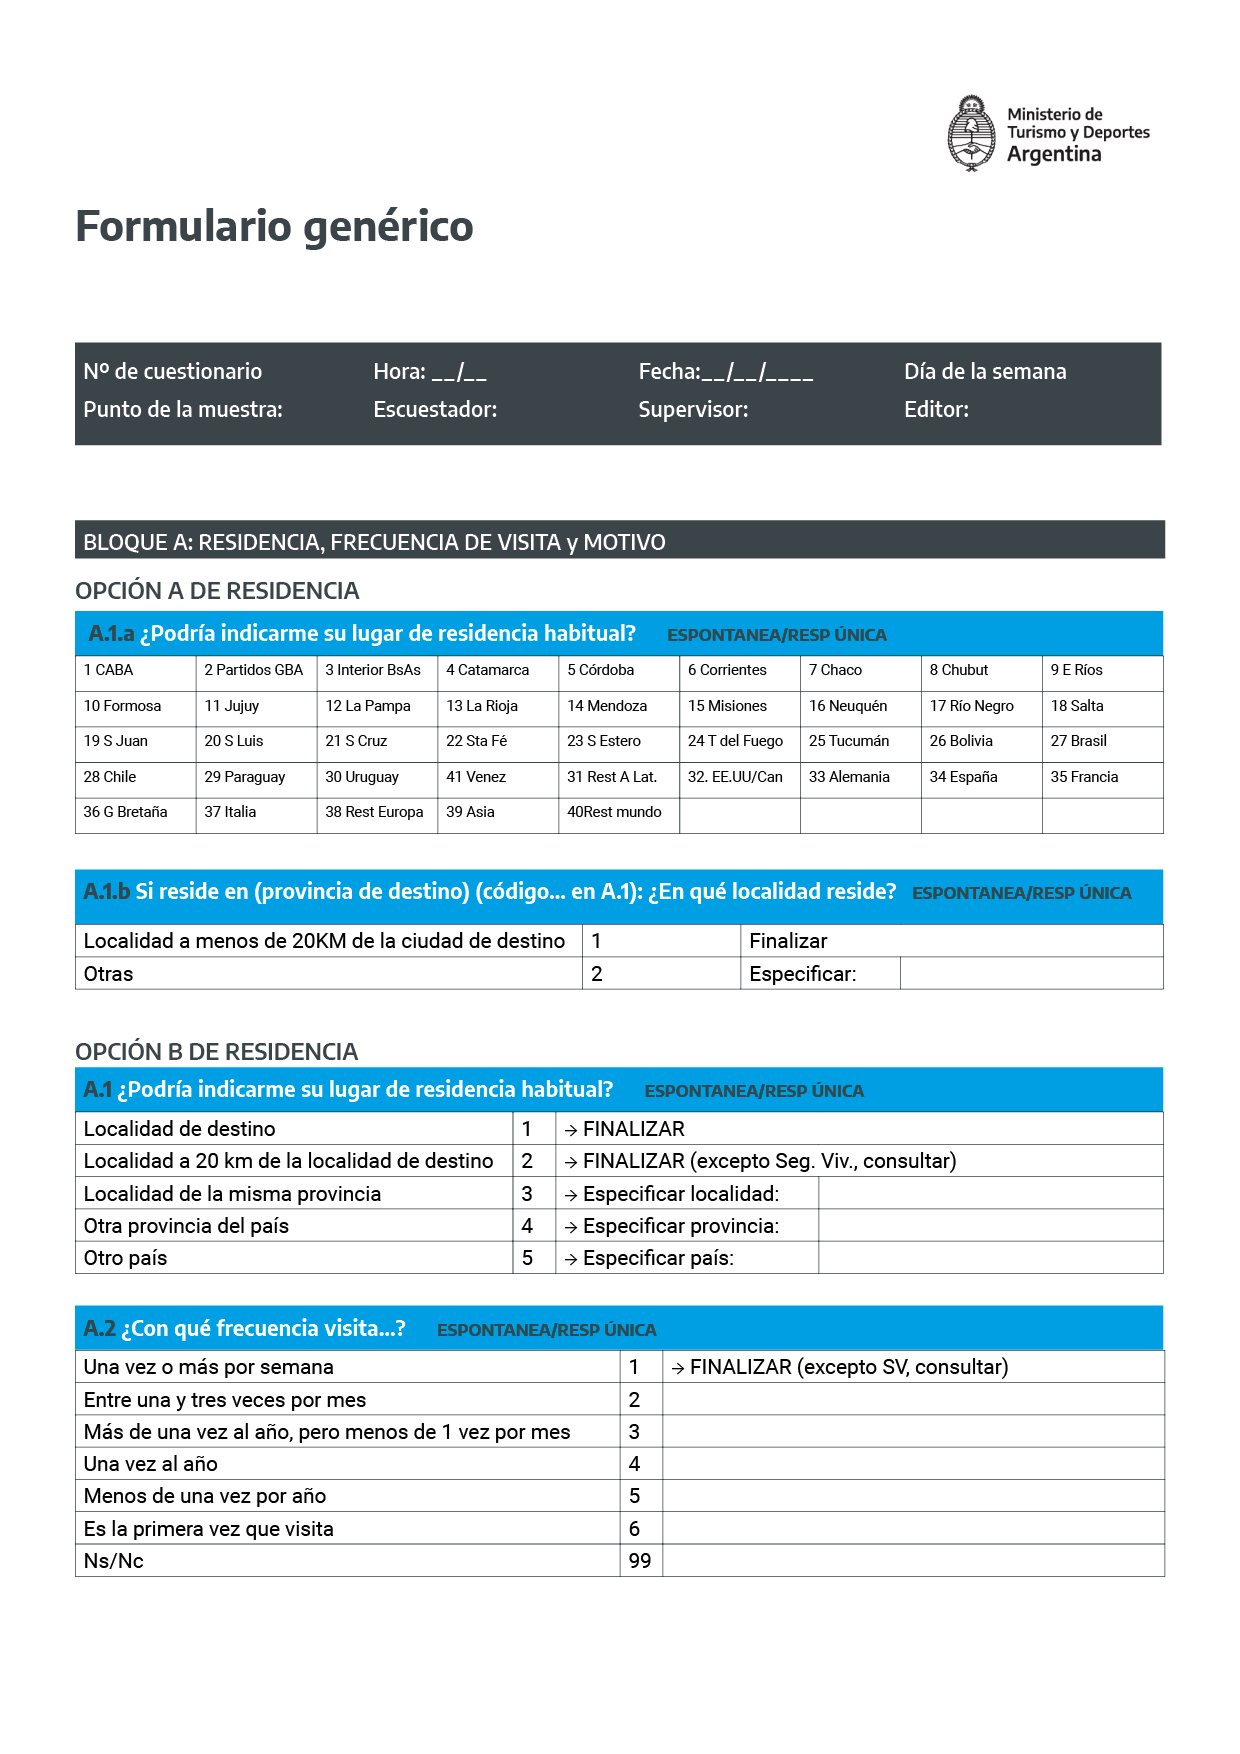 Ministerio de
Turismo y Deportes
Argentina
Formulario genérico
Nº de cuestionario Hora: __/__ Fecha:__/__/____ Día de la semana
Punto de la muestra: Escuestador: Supervisor: Editor:
BLOQUE A: RESIDENCIA, FRECUENCIA DE VISITA y MOTIVO
OPCIÓN A DE RESIDENCIA
A.1.a ¿Podría indicarme su lugar de residencia habitual? ESPONTANEA/RESP ÚNICA
1 CABA 2 Partidos GBA 3 Interior BsAs 4 Catamarca 5 Córdoba 6 Corrientes 7 Chaco 8 Chubut 9 E Ríos
10 Formosa 11 Jujuy 12 La Pampa 13 La Rioja 14 Mendoza 15 Misiones 16 Neuquén 17 Río Negro 18 Salta
19 S Juan 20 S Luis 21 S Cruz 22 Sta Fé 23 S Estero 24 T del Fuego 25 Tucumán 26 Bolivia 27 Brasil
28 Chile 29 Paraguay 30 Uruguay 41 Venez 31 Rest A Lat. 32. EE.UU/Can 33 Alemania 34 España 35 Francia
36 G Bretaña 37 Italia 38 Rest Europa 39 Asia 40Rest mundo
A.1.b Si reside en (provincia de destino) (código... en A.1): ¿En qué localidad reside? ESPONTANEA/RESP ÚNICA
Localidad a menos de 20KM de la ciudad de destino 1 Finalizar
Otras 2 Especificar:
OPCIÓN B DE RESIDENCIA
A.1 ¿Podría indicarme su lugar de residencia habitual? ESPONTANEA/RESP ÚNICA
Localidad de destino 1 → FINALIZAR
Localidad a 20 km de la localidad de destino 2 → FINALIZAR (excepto Seg. Viv., consultar)
Localidad de la misma provincia 3 → Especificar localidad:
Otra provincia del país 4 → Especificar provincia:
Otro país 5 → Especificar país:
A.2 ¿Con qué frecuencia visita...? ESPONTANEA/RESP ÚNICA
Una vez o más por semana 1 → FINALIZAR (excepto SV, consultar)
Entre una y tres veces por mes 2
Más de una vez al año, pero menos de 1 vez por mes 3
Una vez al año 4
Menos de una vez por año 5
Es la primera vez que visita 6
Ns/Nc 99